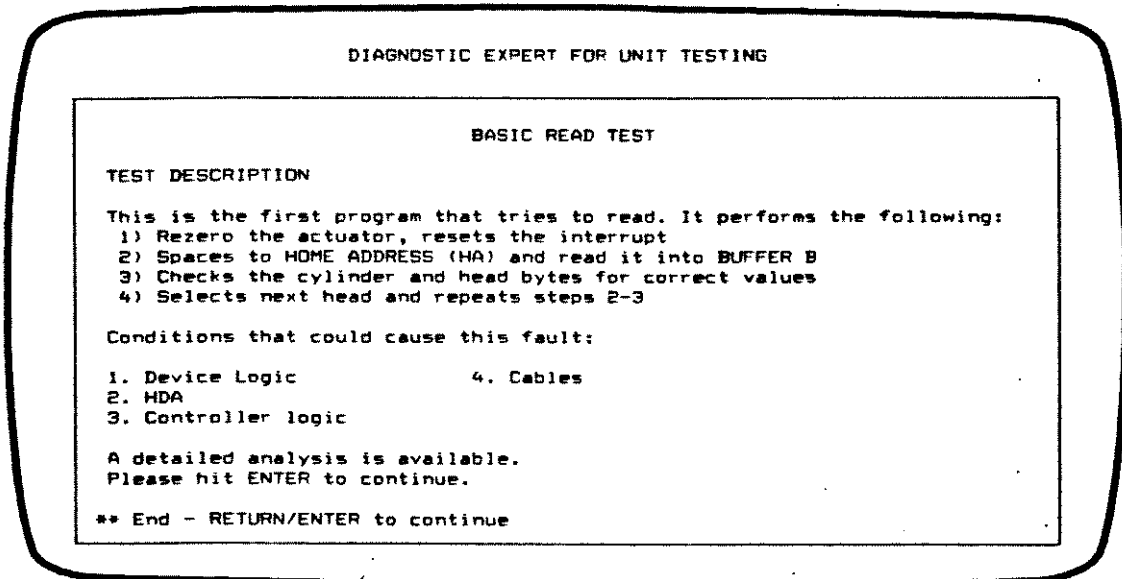 DIAGNOSTIC EXPERT FOR UNIT TESTING
BASIC READ TEST
TEST DESCRIPTION
This is the first program that tries to read. It performs the following:
1) Rezero the actuator, resets the interrupt
2) Spaces to HOME ADDRESS (HA) and read it into BUFFER B
3) Checks the cylinder and head bytes for correct values
4) Selects next head and repeats steps 2-3
Conditions that could cause this fault:
1. Device Logic 4. Cables
2. HDA
3. Controller logic
A detailed analysis is available.
Please hit ENTER to continue.
** End - RETURN/ENTER to continue